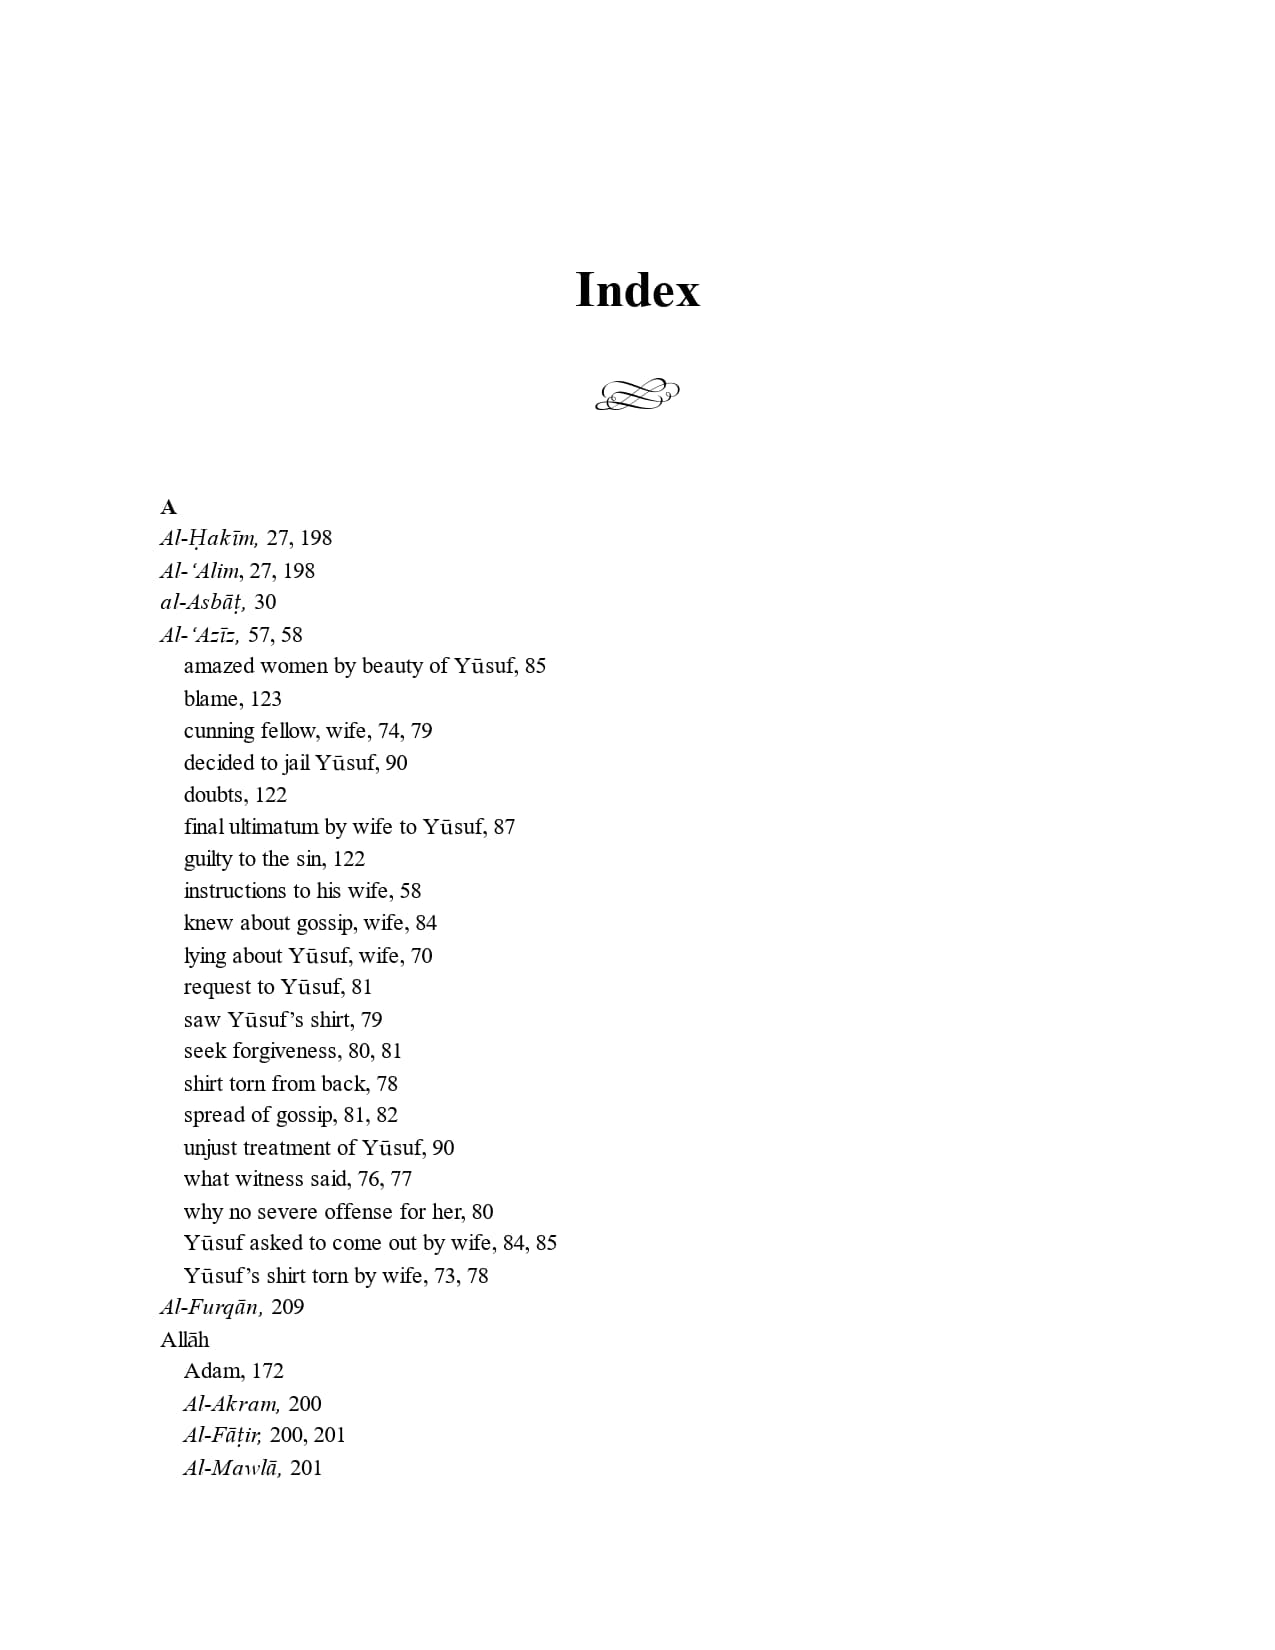 Index
A
Al-Ḥakīm, 27, 198
Al-‘Alim, 27, 198
al-Asbāṭ, 30
Al-‘Azīz, 57, 58
amazed women by beauty of Yūsuf, 85
blame, 123
cunning fellow, wife, 74, 79
decided to jail Yūsuf, 90
doubts, 122
final ultimatum by wife to Yūsuf, 87
guilty to the sin, 122
instructions to his wife, 58
knew about gossip, wife, 84
lying about Yūsuf, wife, 70
request to Yūsuf, 81
saw Yūsuf’s shirt, 79
seek forgiveness, 80, 81
shirt torn from back, 78
spread of gossip, 81, 82
unjust treatment of Yūsuf, 90
what witness said, 76, 77
why no severe offense for her, 80
Yūsuf asked to come out by wife, 84, 85
Yūsuf’s shirt torn by wife, 73, 78
Al-Furqān, 209
Allāh
Adam, 172
Al-Akram, 200
Al-Fāṭir, 200, 201
Al-Mawlā, 201